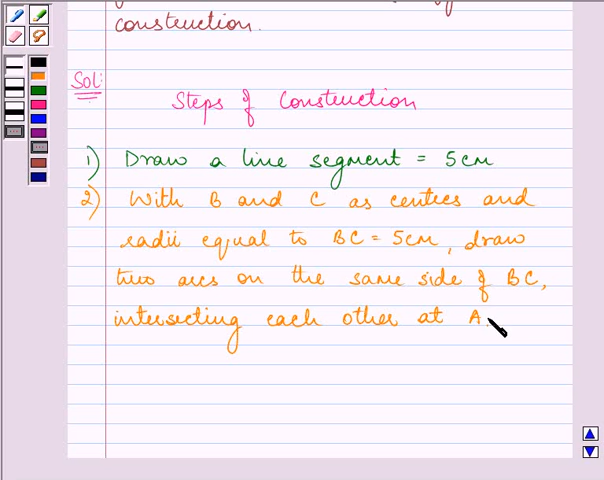 construction.
Sol:
Steps of Construction
1) Draw a line segment = 5cm
2) With B and C as centres and
radii equal to BC = 5cm, draw
two arcs on the same side of BC,
intersecting each other at A.